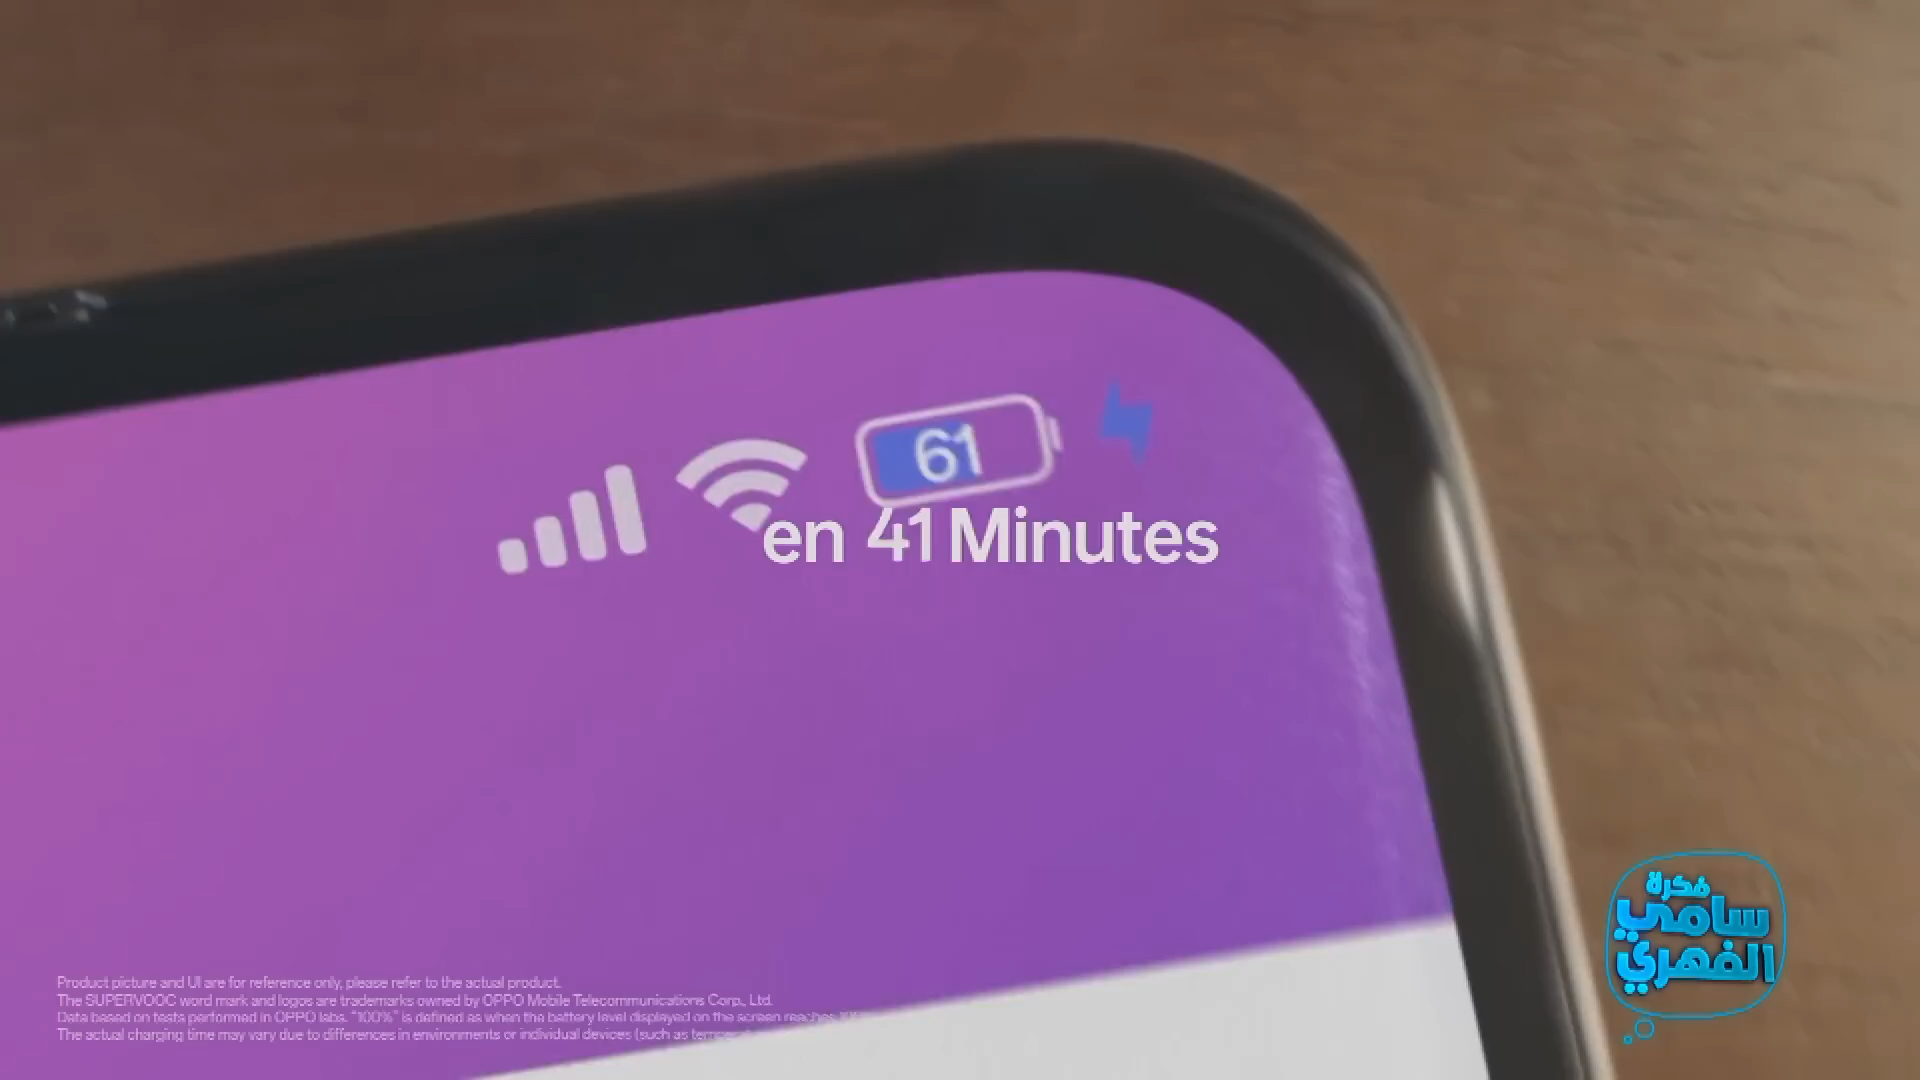 61
en 41 Minutes
Product picture and UI are for reference only, please refer to the actual product.
The SUPERVOOC word mark and logos are trademarks owned by OPPO Mobile Telecommunications Corp., Ltd.
Data based on tests performed in OPPO labs. "100%" is defined as when the battery level displayed on the screen reaches
The actual charging time may vary due to differences in environments or individual devices (such as
فكرة
سامي
الفهري